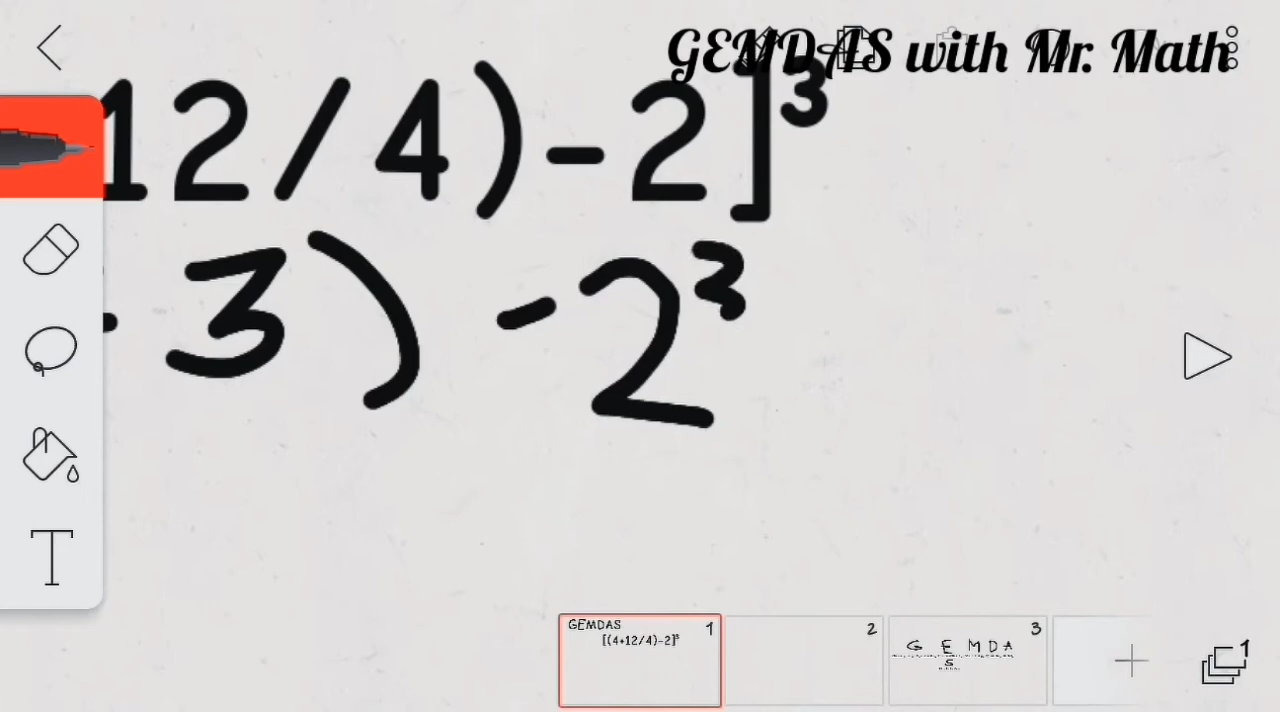 GEMDAS with Mr. Math
12/4)-2]³
3) -2³
GEMDAS
1
[(4+12/4)-2]³
2
3
G E M D A
S
T
1